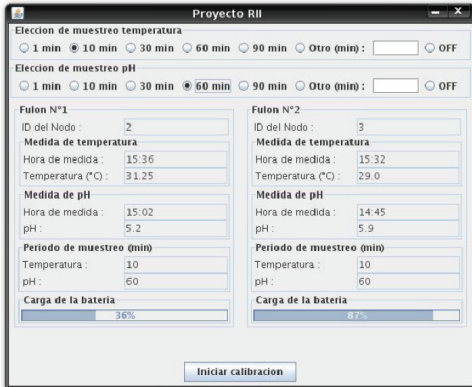 Proyecto RII
Eleccion de muestreo temperatura
1 min 10 min 30 min 60 min 90 min Otro (min) : OFF
Eleccion de muestreo pH
1 min 10 min 30 min 60 min 90 min Otro (min) : OFF
Fulon N°1
ID del Nodo : 2
Medida de temperatura
Hora de medida : 15:36
Temperatura (°C) : 31.25
Medida de pH
Hora de medida : 15:02
pH : 5.2
Periodo de muestreo (min)
Temperatura : 10
pH : 60
Carga de la bateria
36%
Fulon N°2
ID del Nodo : 3
Medida de temperatura
Hora de medida : 15:32
Temperatura (°C) : 29.0
Medida de pH
Hora de medida : 14:45
pH : 5.9
Periodo de muestreo (min)
Temperatura : 10
pH : 60
Carga de la bateria
87%
Iniciar calibracion